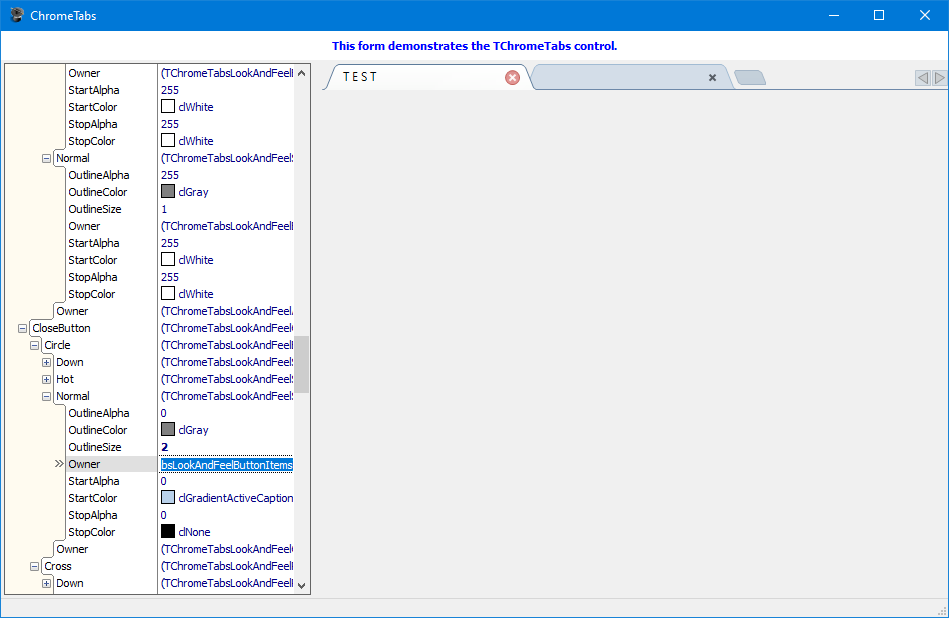 ChromeTabs
This form demonstrates the TChromeTabs control.
TEST
Owner (TChromeTabsLookAndFeel
StartAlpha 255
StartColor clWhite
StopAlpha 255
StopColor clWhite
Normal (TChromeTabsLookAndFeelS
OutlineAlpha 255
OutlineColor clGray
OutlineSize 1
Owner (TChromeTabsLookAndFeel
StartAlpha 255
StartColor clWhite
StopAlpha 255
StopColor clWhite
Owner (TChromeTabsLookAndFeel
CloseButton (TChromeTabsLookAndFeel
Circle (TChromeTabsLookAndFeel
Down (TChromeTabsLookAndFeelS
Hot (TChromeTabsLookAndFeelS
Normal (TChromeTabsLookAndFeelS
OutlineAlpha 0
OutlineColor clGray
OutlineSize 2
Owner bsLookAndFeelButtonItems
StartAlpha 0
StartColor clGradientActiveCaption
StopAlpha 0
StopColor clNone
Owner (TChromeTabsLookAndFeel
Cross (TChromeTabsLookAndFeel
Down (TChromeTabsLookAndFeel